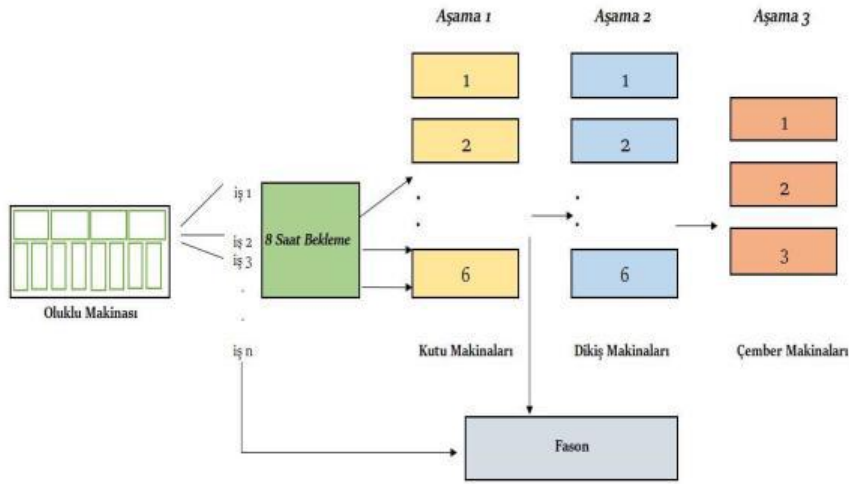 Aşama 1
Aşama 2
Aşama 3
1
1
1
2
2
2
iş 1
iş 2
iş 3
.
.
iş n
8 Saat Bekleme
.
.
.
.
6
6
3
Oluklu Makinası
Kutu Makinaları
Dikiş Makinaları
Çember Makinaları
Fason